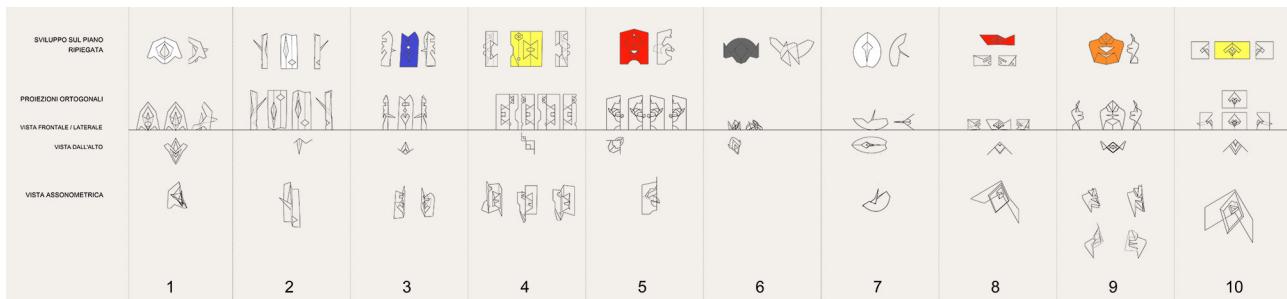 SVILUPPO SUL PIANO
RIPIEGATA
PROIEZIONI ORTOGONALI
VISTA FRONTALE / LATERALE
VISTA DALL'ALTO
VISTA ASSONOMETRICA
1 2 3 4 5 6 7 8 9 10